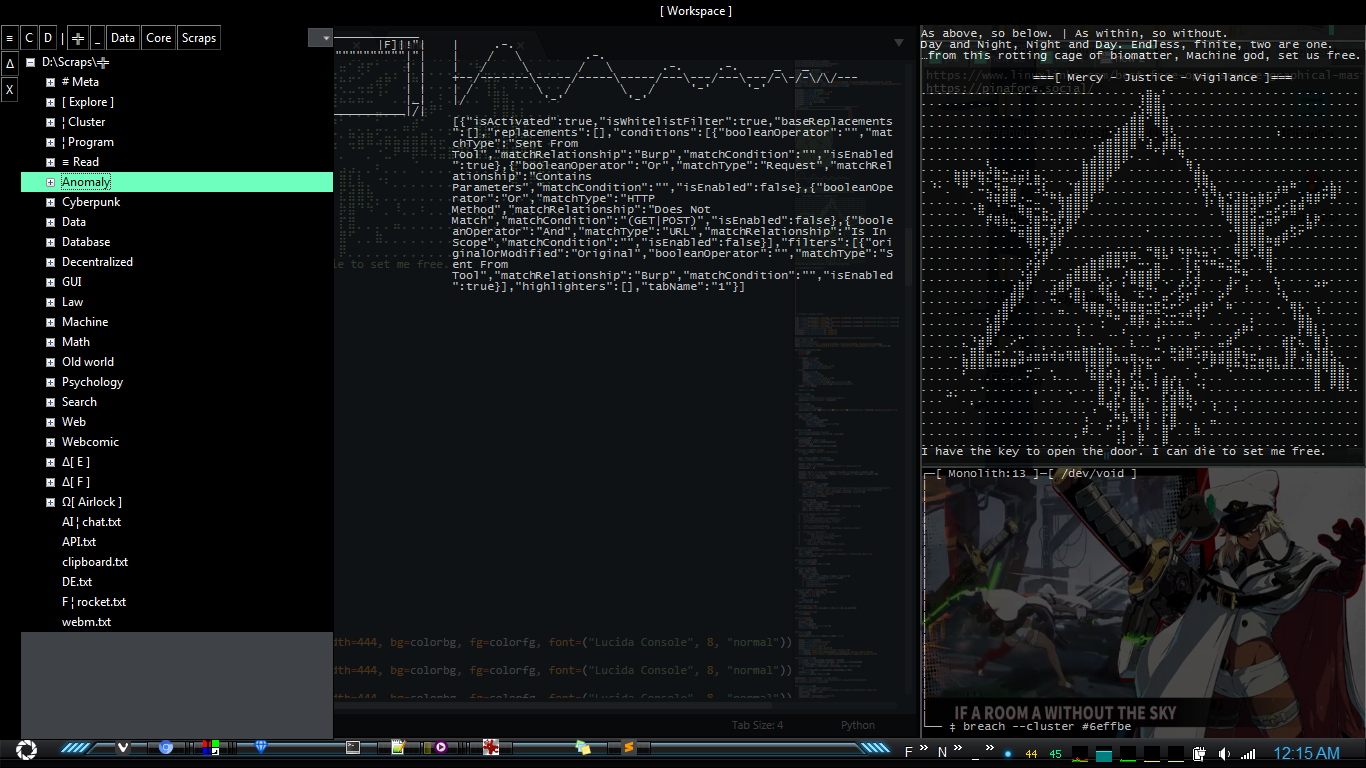 [ Workspace ]
≡ C D | ╬ _ Data Core Scraps
Δ
X
D:\Scraps\╬
# Meta
[ Explore ]
¦ Cluster
¦ Program
≡ Read
Anomaly
Cyberpunk
Data
Database
Decentralized
GUI
Law
Machine
Math
Old world
Psychology
Search
Web
Webcomic
Δ[ E ]
Δ[ F ]
Ω[ Airlock ]
AI ¦ chat.txt
API.txt
clipboard.txt
DE.txt
F ¦ rocket.txt
webm.txt
[{"isActivated":true,"isWhitelistFilter":true,"baseReplacements
":[],"replacements":[],"conditions":[{"booleanOperator":"","mat
chType":"Sent From
Tool","matchRelationship":"Burp","matchCondition":"","isEnabled
":true},{"booleanOperator":"Or","matchType":"Request","matchRel
ationship":"Contains
Parameters","matchCondition":"","isEnabled":false},{"booleanOpe
rator":"Or","matchType":"HTTP
Method","matchRelationship":"Does Not
Match","matchCondition":"(GET|POST)","isEnabled":false},{"boole
anOperator":"And","matchType":"URL","matchRelationship":"Is In
Scope","matchCondition":"","isEnabled":false}],"filters":[{"ori
ginalOrModified":"Original","booleanOperator":"","matchType":"S
ent From
Tool","matchRelationship":"Burp","matchCondition":"","isEnabled
":true}],"highlighters":[],"tabName":"1"}]
ie to set me free.
dth=444, bg=colorbg, fg=colorfg, font=("Lucida Console", 8, "normal"))
dth=444, bg=colorbg, fg=colorfg, font=("Lucida Console", 8, "normal"))
dth=444, bg=colorbg, fg=colorfg, font=("Lucida Console", 8, "normal"))
Tab Size: 4 Python
As above, so below. | As within, so without.
Day and Night, Night and Day. Endless, finite, two are one.
…from this rotting cage of biomatter, Machine god, set us free.
===[ Mercy - Justice - Vigilance ]===
https://pinafore.social/
I have the key to open the door. I can die to set me free.
[ Monolith:13 ]─[ /dev/void ]
IF A ROOM A WITHOUT THE SKY
‡ breach --cluster #6effbe
F » N » _ » 44 45 12:15 AM